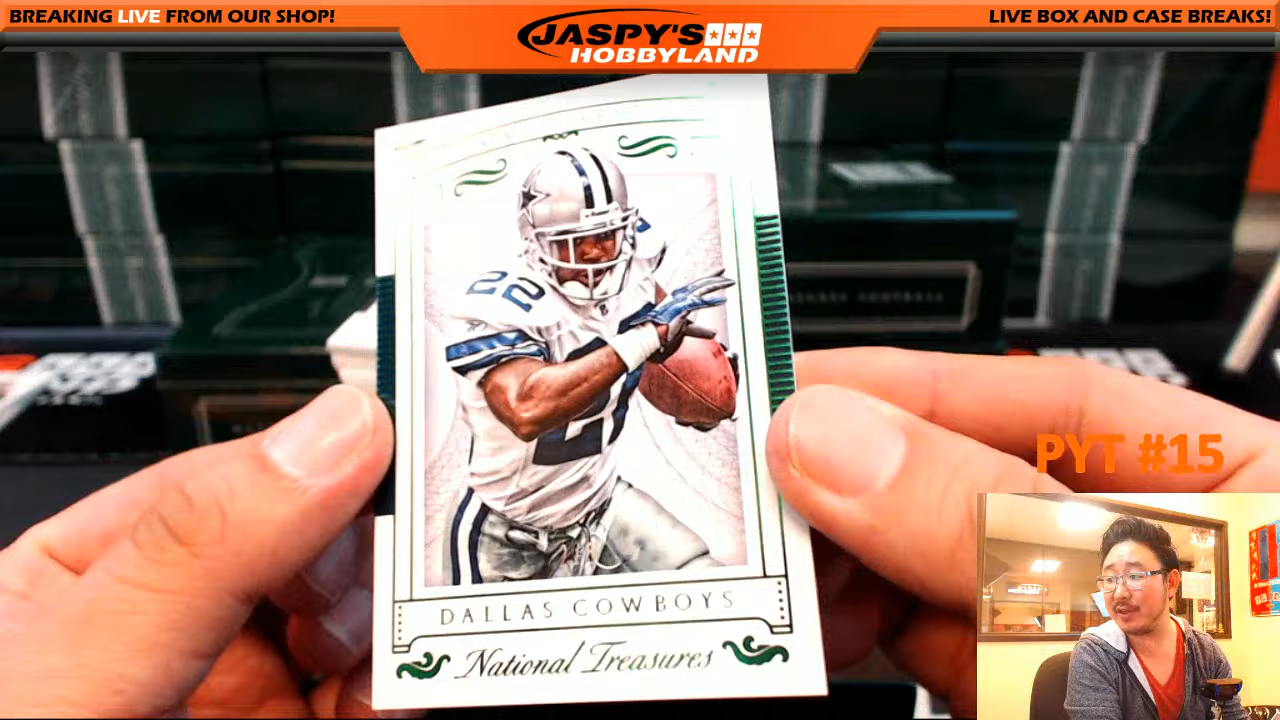 BREAKING LIVE FROM OUR SHOP!
JASPY'S
HOBBYLAND
LIVE BOX AND CASE BREAKS!
22
22
DALLAS COWBOYS
National Treasures
PYT #15